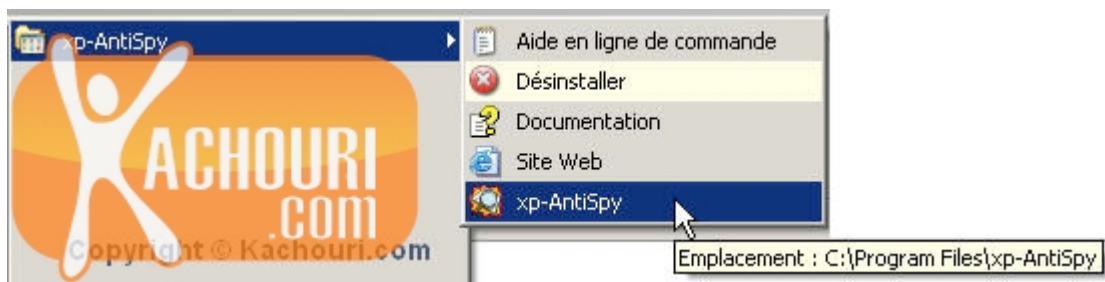 xp-AntiSpy
Aide en ligne de commande
Désinstaller
Documentation
Site Web
xp-AntiSpy
Emplacement : C:\Program Files\xp-AntiSpy
KACHOURI
.COM
Copyright © Kachouri.com